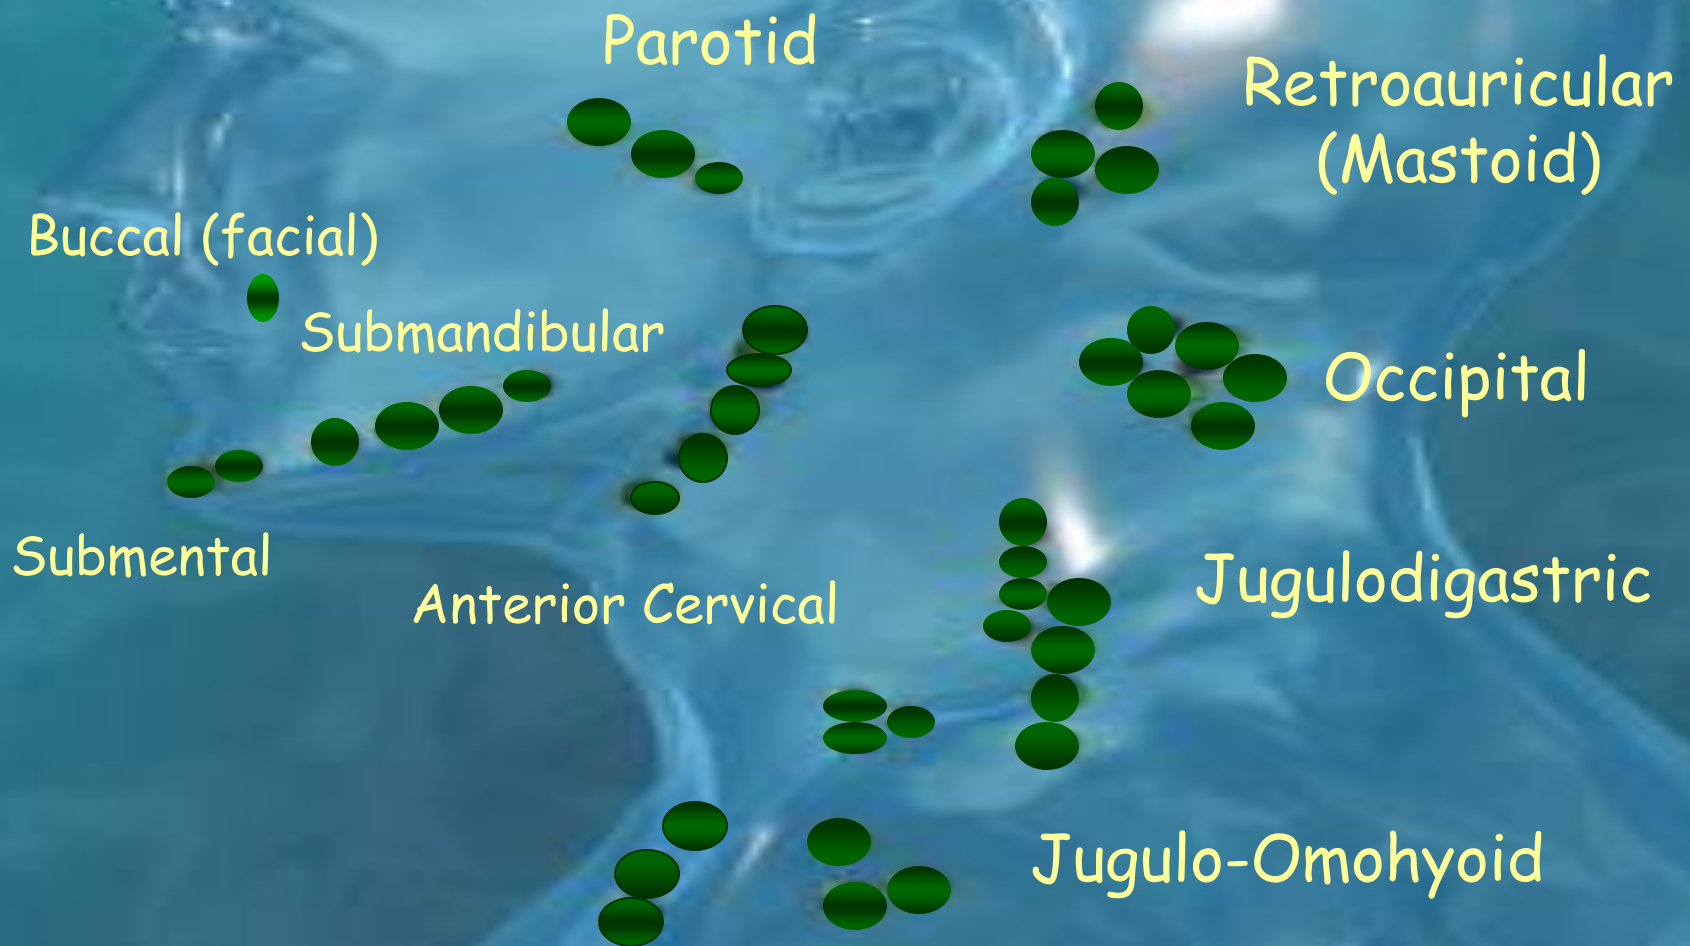 Parotid
Retroauricular
(Mastoid)
Buccal (facial)
Submandibular
Occipital
Submental
Anterior Cervical
Jugulodigastric
Jugulo-Omohyoid